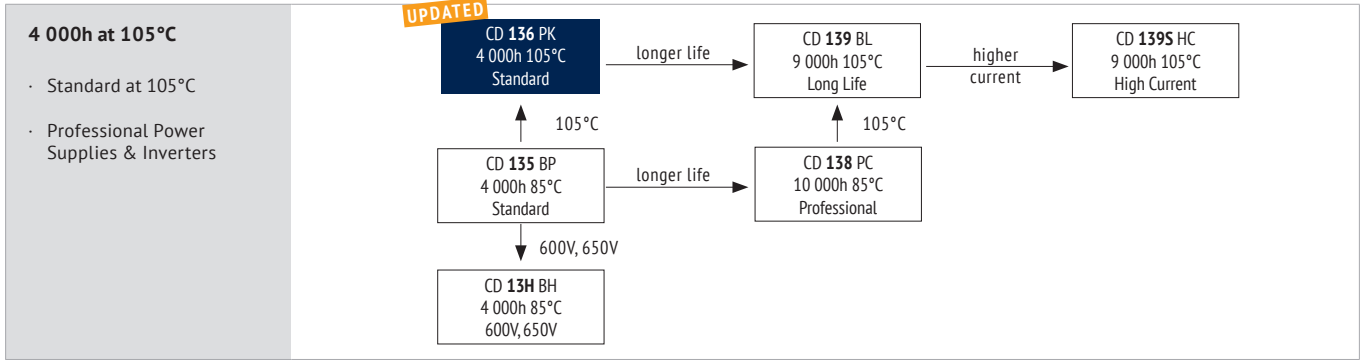 4 000h at 105°C
· Standard at 105°C
· Professional Power
Supplies & Inverters
UPDATED
CD 136 PK
4 000h 105°C
Standard
longer life
CD 139 BL
9 000h 105°C
Long Life
higher
current
CD 139S HC
9 000h 105°C
High Current
105°C
105°C
CD 135 BP
4 000h 85°C
Standard
longer life
CD 138 PC
10 000h 85°C
Professional
600V, 650V
CD 13H BH
4 000h 85°C
600V, 650V